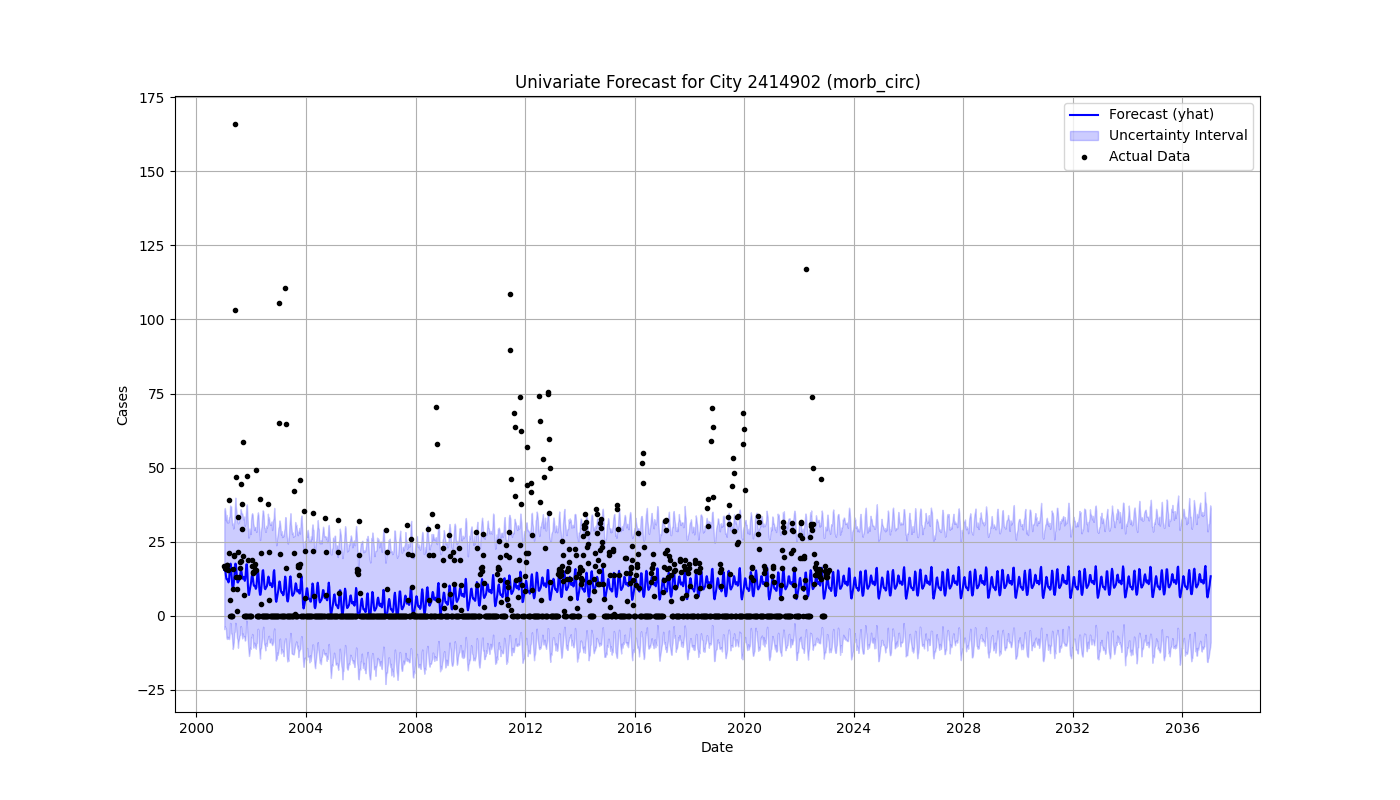 Univariate Forecast for City 2414902 (morb_circ)
Forecast (yhat)
Uncertainty Interval
Actual Data
175
150
125
100
75
50
25
0
−25
Cases
2000 2004 2008 2012 2016 2020 2024 2028 2032 2036
Date